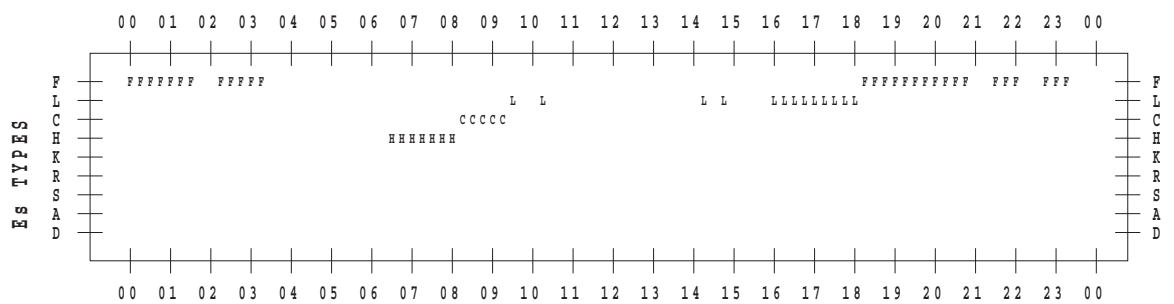 00 01 02 03 04 05 06 07 08 09 10 11 12 13 14 15 16 17 18 19 20 21 22 23 00
F FFFFFFF FFFFF FFFFFFFFFFF FFF FFF F
L L L L L LLLLLLLLL L
C CCCCC C
H HHHHHHH H
K K
R R
S S
A A
D D
Es TYPES
00 01 02 03 04 05 06 07 08 09 10 11 12 13 14 15 16 17 18 19 20 21 22 23 00